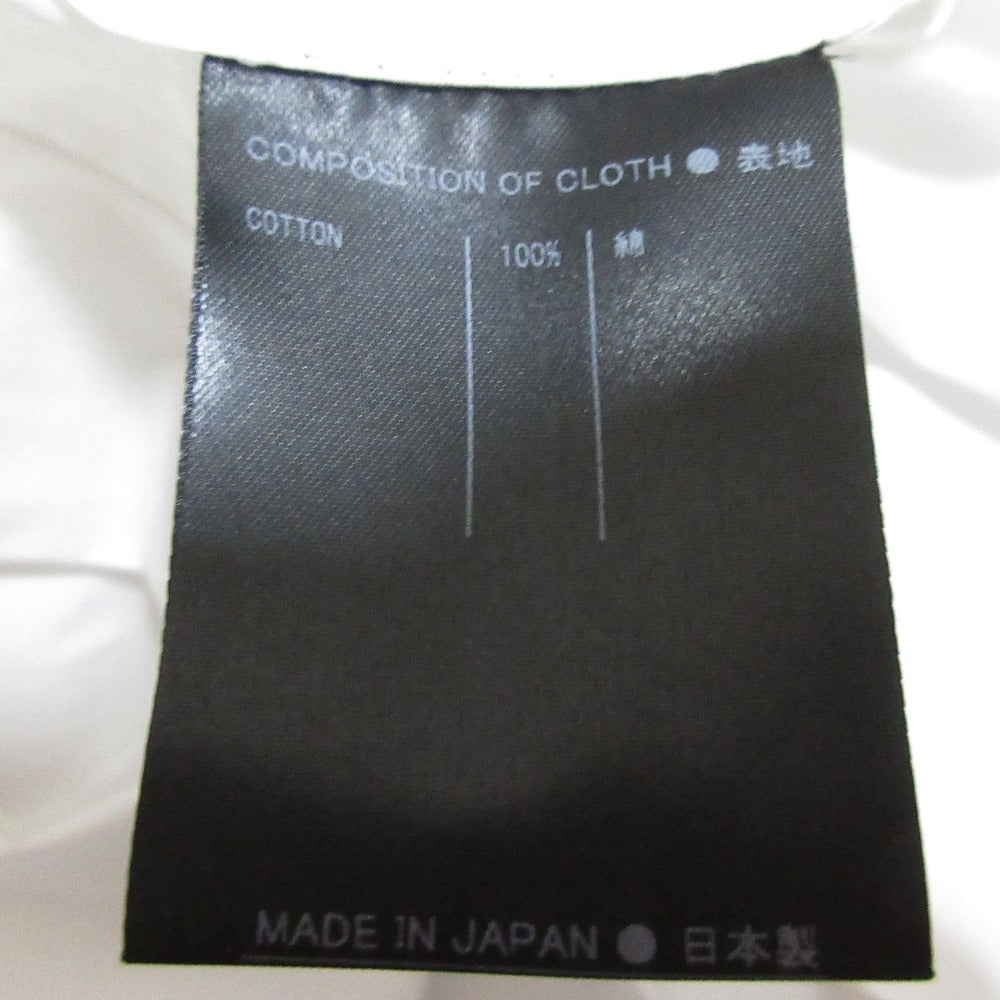 COMPOSITION OF CLOTH ● 表地
COTTON 100% 綿
MADE IN JAPAN ● 日本製